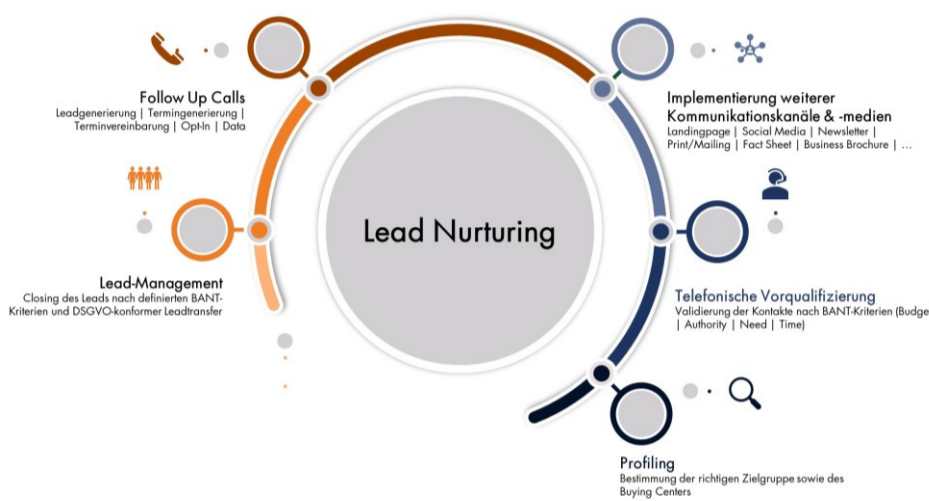 Follow Up Calls
Leadgenerierung | Termingenerierung |
Terminvereinbarung | Opt-In | Data
Implementierung weiterer
Kommunikationskanäle & -medien
Landingpage | Social Media | Newsletter |
Print/Mailing | Fact Sheet | Business Brochure | ...
Lead Nurturing
Lead-Management
Closing des Leads nach definierten BANT-
Kriterien und DSGVO-konformer Leadtransfer
Telefonische Vorqualifizierung
Validierung der Kontakte nach BANT-Kriterien (Budge
| Authority | Need | Time)
Profiling
Bestimmung der richtigen Zielgruppe sowie des
Buying Centers